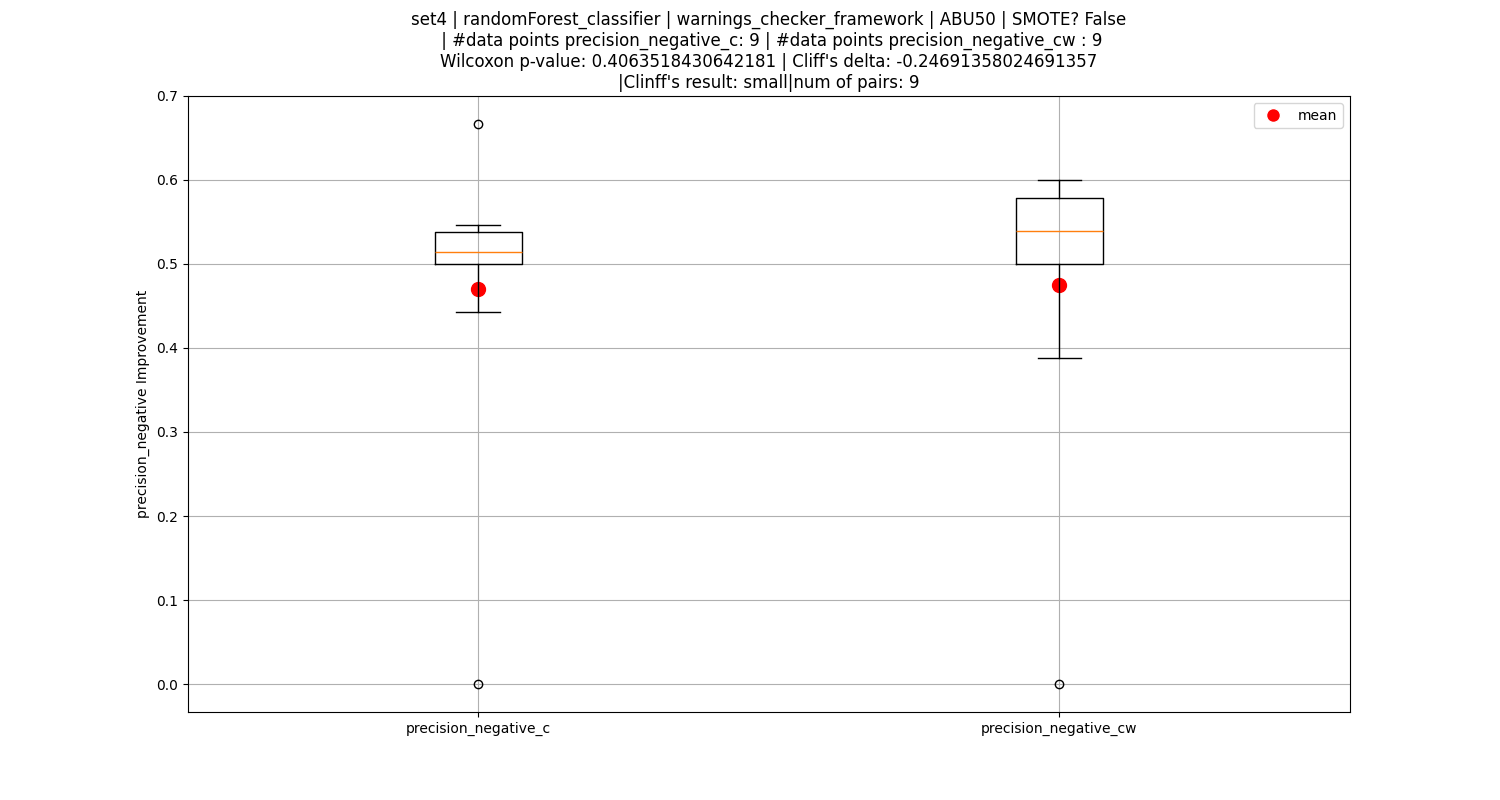 set4 | randomForest_classifier | warnings_checker_framework | ABU50 | SMOTE? False
| #data points precision_negative_c: 9 | #data points precision_negative_cw : 9
Wilcoxon p-value: 0.4063518430642181 | Cliff's delta: -0.24691358024691357
|Clinff's result: small|num of pairs: 9
mean
0.7
0.6
0.5
0.4
0.3
0.2
0.1
0.0
precision_negative Improvement
precision_negative_c
precision_negative_cw